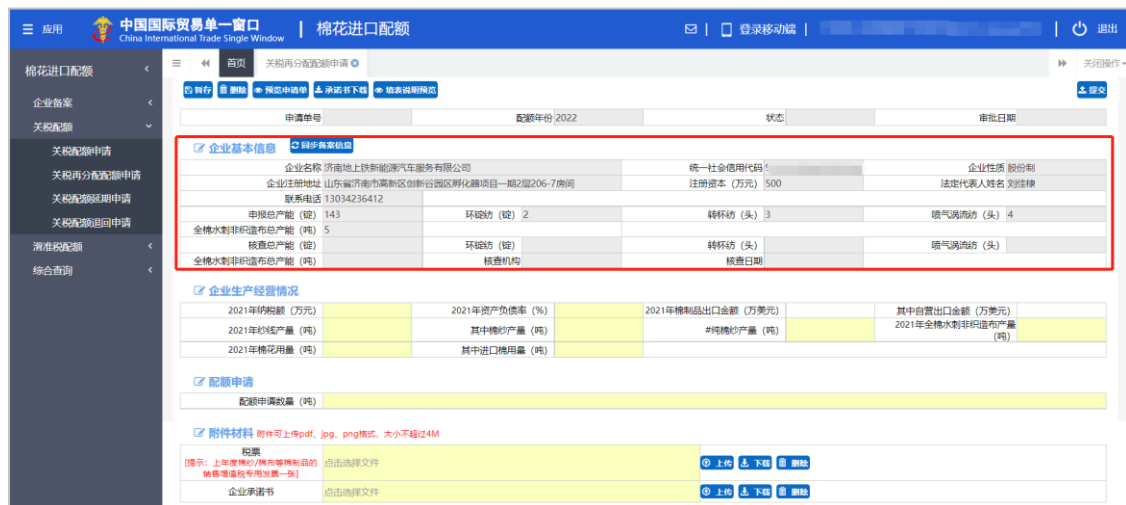 应用 中国国际贸易单一窗口 棉花进口配额 登录移动端 退出
China International Trade Single Window
棉花进口配额 首页 关税再分配配额申请 关闭操作
暂存 删除 预览申请单 承诺书下载 填表说明预览 提交
企业备案
关税配额
关税配额申请
关税再分配配额申请
关税配额延期申请
关税配额退回申请
滑准税配额
综合查询
申请单号 配额年份 2022 状态 审批日期
企业基本信息 同步备案信息
企业名称 济南地上铁新能源汽车服务有限公司 统一社会信用代码 企业性质 股份制
企业注册地址 山东省济南市高新区创新谷园区孵化器项目一期2层206-7房间 注册资本（万元） 500 法定代表人姓名 刘佳棣
联系电话 13034236412
申报总产能（锭） 143 环锭纺（锭） 2 转杯纺（头） 3 喷气涡流纺（头） 4
全棉水刺非织造布总产能（吨） 5
核查总产能（锭） 环锭纺（锭） 转杯纺（头） 喷气涡流纺（头）
全棉水刺非织造布总产能（吨） 核查机构 核查日期
企业生产经营情况
2021年纳税额（万元） 2021年资产负债率（%） 2021年棉制品出口金额（万美元） 其中自营出口金额（万美元）
2021年纱线产量（吨） 其中棉纱产量（吨） #纯棉纱产量（吨） 2021年全棉水刺非织造布产量（吨）
2021年棉花用量（吨） 其中进口棉用量（吨）
配额申请
配额申请数量（吨）
附件材料 附件可上传pdf、jpg、png格式，大小不超过4M
税票
[提示：上年度棉纱/棉布等棉制品的销售增值税专用发票一张] 点击选择文件 上传 下载 删除
企业承诺书 点击选择文件 上传 下载 删除